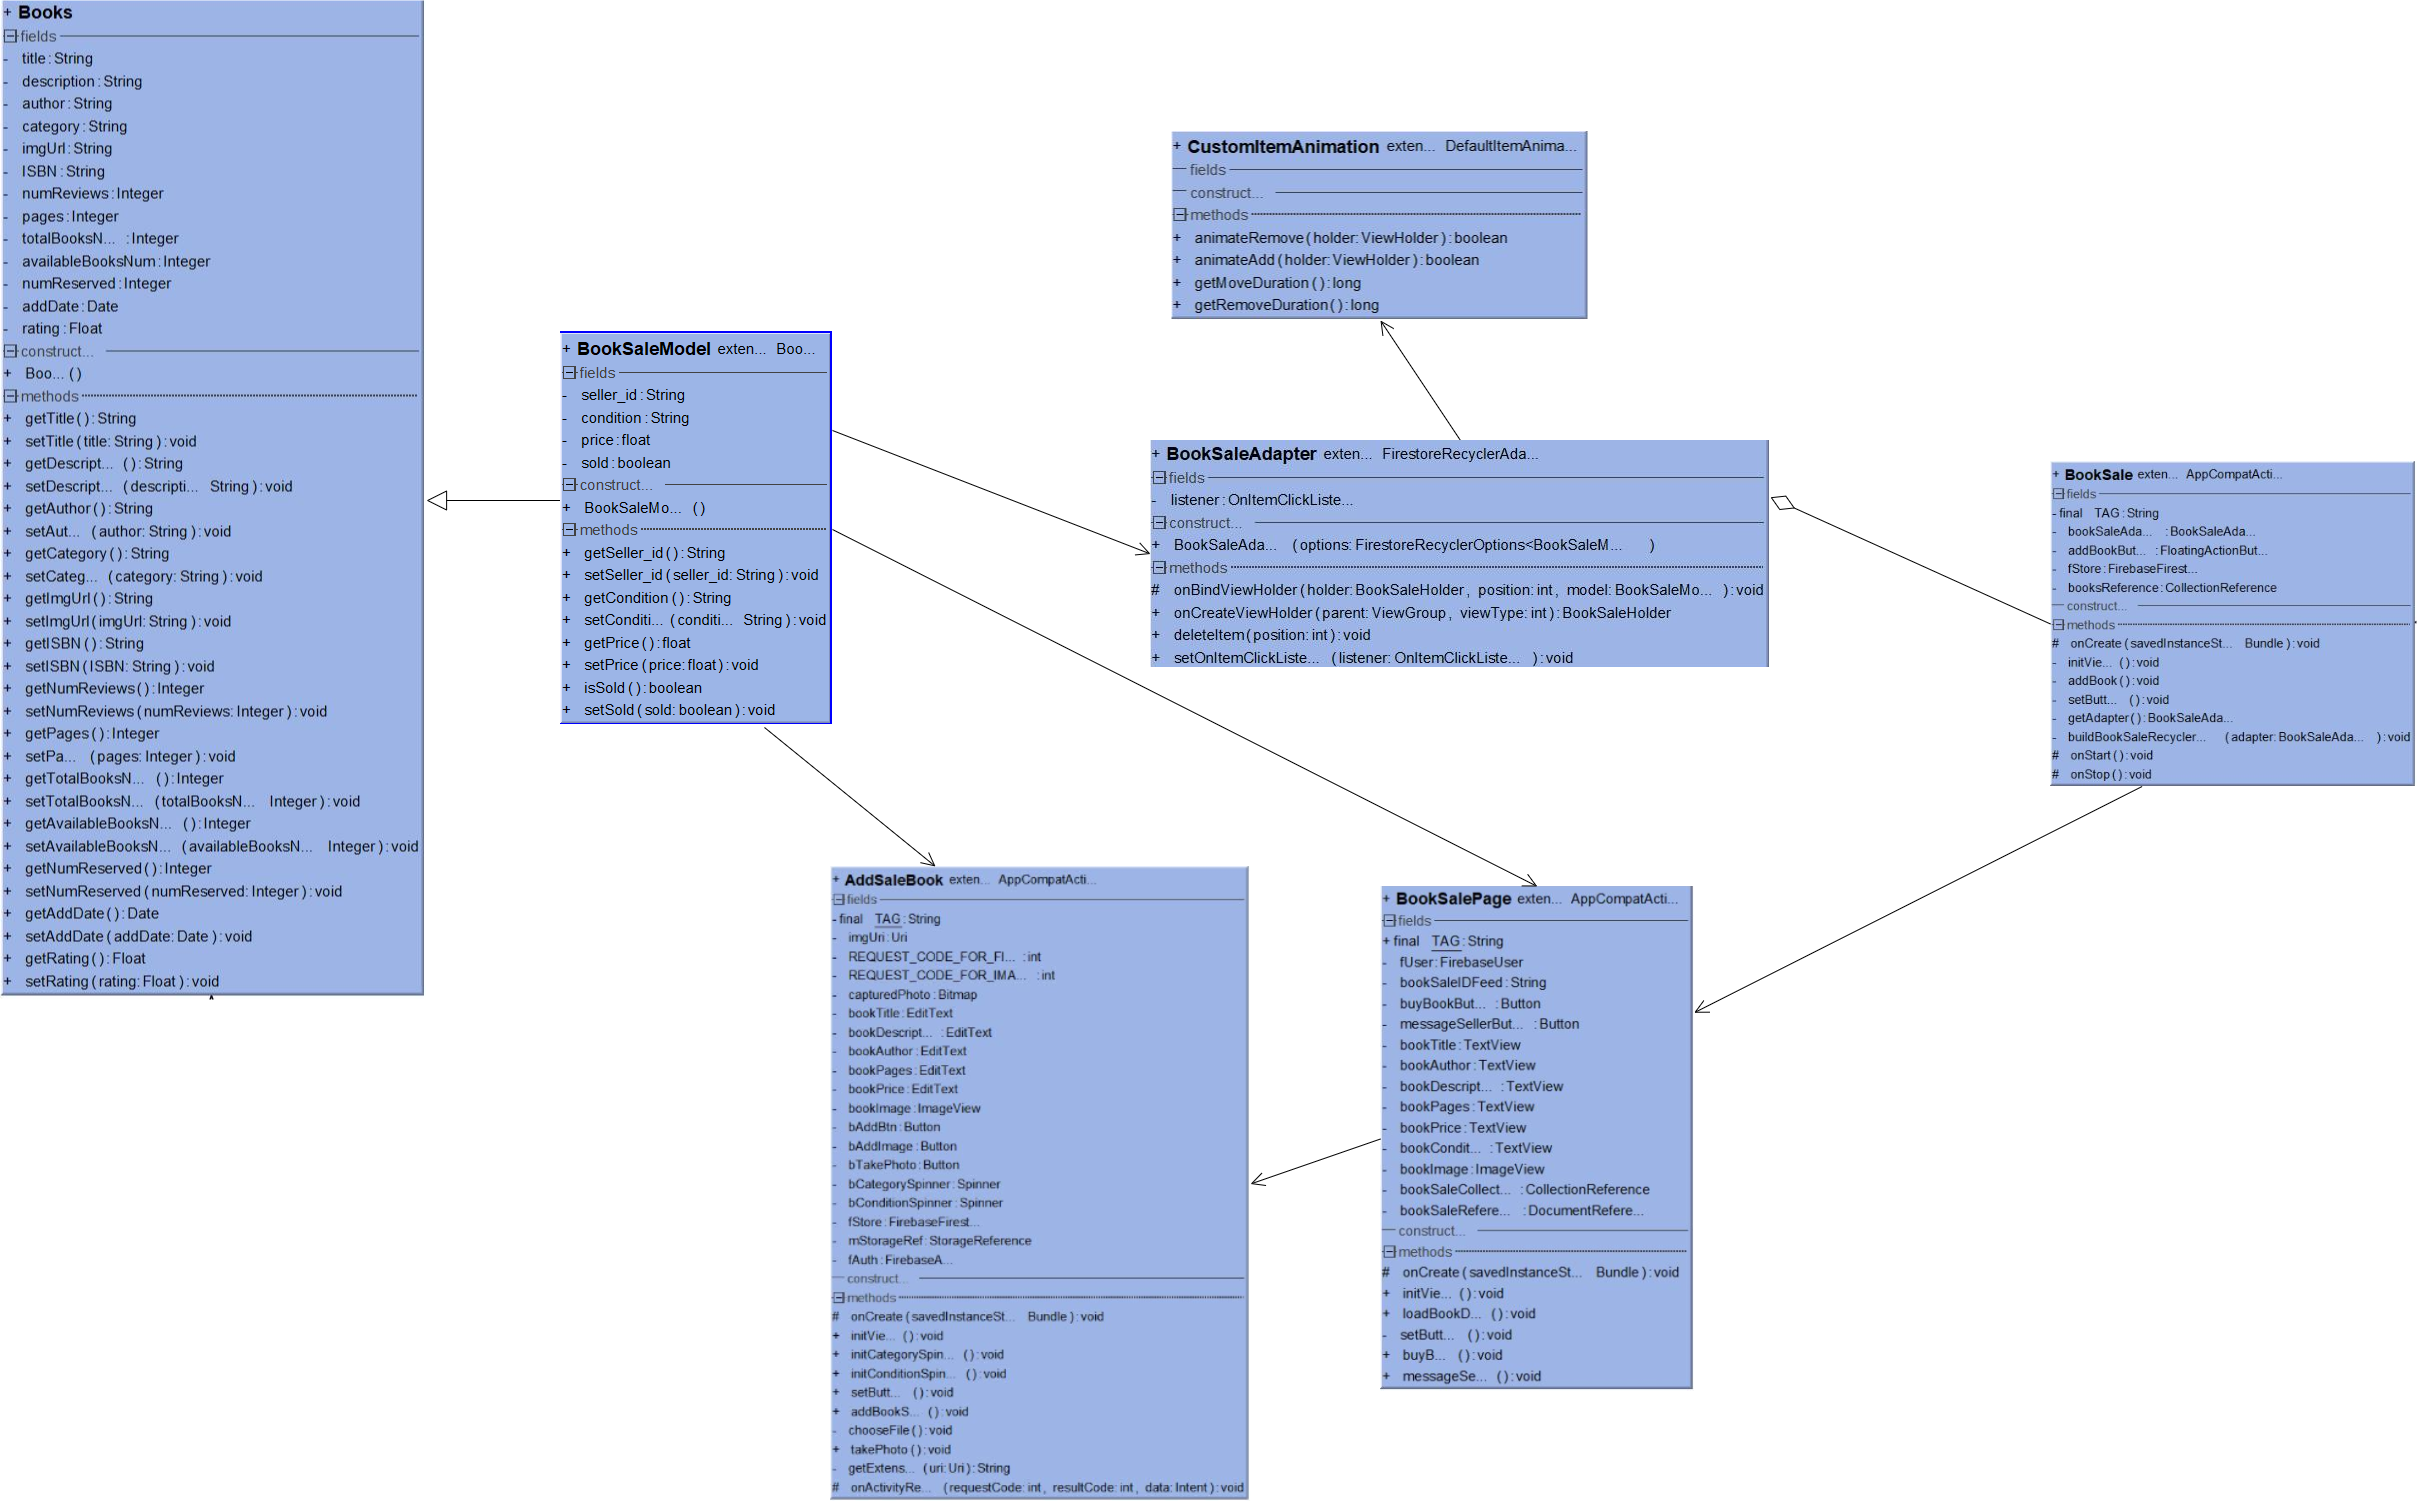 + Books
fields
- title : String
- description : String
- author : String
- category : String
- imgUrl : String
- ISBN : String
- numReviews : Integer
- pages : Integer
- totalBooksN... : Integer
- availableBooksNum : Integer
- numReserved : Integer
- addDate : Date
- rating : Float
construct...
+ Boo... ( )
methods
+ getTitle ( ) : String
+ setTitle ( title: String ) : void
+ getDescript... ( ) : String
+ setDescript... ( descripti... String ) : void
+ getAuthor ( ) : String
+ setAut... ( author: String ) : void
+ getCategory ( ) : String
+ setCateg... ( category: String ) : void
+ getImgUrl ( ) : String
+ setImgUrl ( imgUrl: String ) : void
+ getISBN ( ) : String
+ setISBN ( ISBN: String ) : void
+ getNumReviews ( ) : Integer
+ setNumReviews ( numReviews: Integer ) : void
+ getPages ( ) : Integer
+ setPa... ( pages: Integer ) : void
+ getTotalBooksN... ( ) : Integer
+ setTotalBooksN... ( totalBooksN... Integer ) : void
+ getAvailableBooksN... ( ) : Integer
+ setAvailableBooksN... ( availableBooksN... Integer ) : void
+ getNumReserved ( ) : Integer
+ setNumReserved ( numReserved: Integer ) : void
+ getAddDate ( ) : Date
+ setAddDate ( addDate: Date ) : void
+ getRating ( ) : Float
+ setRating ( rating: Float ) : void
+ BookSaleModel exten... Boo...
fields
- seller_id : String
- condition : String
- price : float
- sold : boolean
construct...
+ BookSaleMo... ( )
methods
+ getSeller_id ( ) : String
+ setSeller_id ( seller_id: String ) : void
+ getCondition ( ) : String
+ setConditi... ( conditi... String ) : void
+ getPrice ( ) : float
+ setPrice ( price: float ) : void
+ isSold ( ) : boolean
+ setSold ( sold: boolean ) : void
+ CustomItemAnimation exten... DefaultItemAnima...
fields
construct...
methods
+ animateRemove ( holder: ViewHolder ) : boolean
+ animateAdd ( holder: ViewHolder ) : boolean
+ getMoveDuration ( ) : long
+ getRemoveDuration ( ) : long
+ BookSaleAdapter exten... FirestoreRecyclerAda...
fields
- listener : OnItemClickListe...
construct...
+ BookSaleAda... ( options: FirestoreRecyclerOptions<BookSaleM... )
methods
# onBindViewHolder ( holder: BookSaleHolder, position: int, model: BookSaleMo... ) : void
+ onCreateViewHolder ( parent: ViewGroup, viewType: int ) : BookSaleHolder
+ deleteItem ( position: int ) : void
+ setOnItemClickListe... ( listener: OnItemClickListe... ) : void
+ BookSale exten... AppCompatActi...
fields
- final TAG : String
- bookSaleAda... : BookSaleAda...
- addBookBut... : FloatingActionBut...
- fStore : FirebaseFirest...
- booksReference : CollectionReference
construct...
methods
# onCreate ( savedInstanceSt... Bundle ) : void
- initVie... ( ) : void
- addBook ( ) : void
- setButt... ( ) : void
- getAdapter ( ) : BookSaleAda...
- buildBookSaleRecycler... ( adapter: BookSaleAda... ) : void
# onStart ( ) : void
# onStop ( ) : void
+ AddSaleBook exten... AppCompatActi...
fields
- final TAG : String
- imgUri : Uri
- REQUEST_CODE_FOR_FI... : int
- REQUEST_CODE_FOR_IMA... : int
- capturedPhoto : Bitmap
- bookTitle : EditText
- bookDescript... : EditText
- bookAuthor : EditText
- bookPages : EditText
- bookPrice : EditText
- bookImage : ImageView
- bAddBtn : Button
- bAddImage : Button
- bTakePhoto : Button
- bCategorySpinner : Spinner
- bConditionSpinner : Spinner
- fStore : FirebaseFirest...
- mStorageRef : StorageReference
- fAuth : FirebaseA...
construct...
methods
# onCreate ( savedInstanceSt... Bundle ) : void
+ initVie... ( ) : void
+ initCategorySpin... ( ) : void
+ initConditionSpin... ( ) : void
+ setButt... ( ) : void
+ addBookS... ( ) : void
- chooseFile ( ) : void
+ takePhoto ( ) : void
- getExtens... ( uri: Uri ) : String
# onActivityRe... ( requestCode: int, resultCode: int, data: Intent ) : void
+ BookSalePage exten... AppCompatActi...
fields
+ final TAG : String
- fUser : FirebaseUser
- bookSaleIDFeed : String
- buyBookBut... : Button
- messageSellerBut... : Button
- bookTitle : TextView
- bookAuthor : TextView
- bookDescript... : TextView
- bookPages : TextView
- bookPrice : TextView
- bookCondit... : TextView
- bookImage : ImageView
- bookSaleCollect... : CollectionReference
- bookSaleRefere... : DocumentRefere...
construct...
methods
# onCreate ( savedInstanceSt... Bundle ) : void
+ initVie... ( ) : void
+ loadBookD... ( ) : void
- setButt... ( ) : void
+ buyB... ( ) : void
+ messageSe... ( ) : void